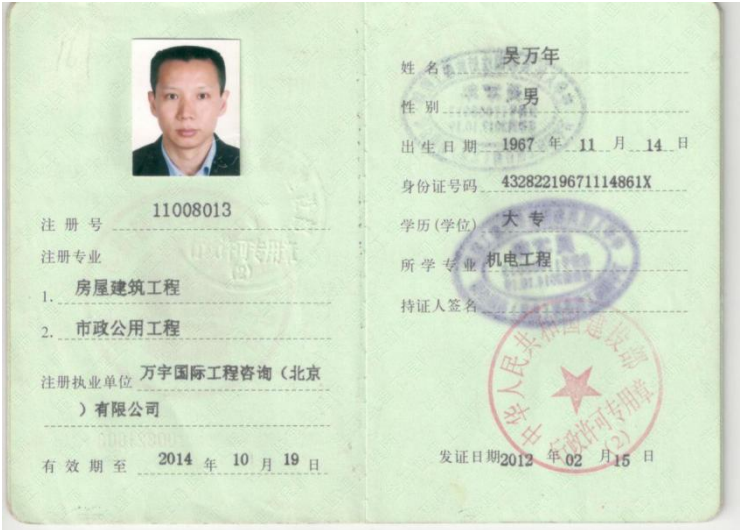 注 册 号 11008013
注册专业
1. 房屋建筑工程
2. 市政公用工程
注册执业单位 万宇国际工程咨询（北京
）有限公司
有 效 期 至 2014 年 10 月 19 日
姓 名 吴万年
性 别 男
出 生 日 期 1967 年 11 月 14 日
身份证号码 43282219671114861X
学历(学位) 大 专
所 学 专 业 机电工程
持证人签名
中华人民共和国建设部
行政许可专用章
(2)
发证日期 2012 年 02 月 15 日